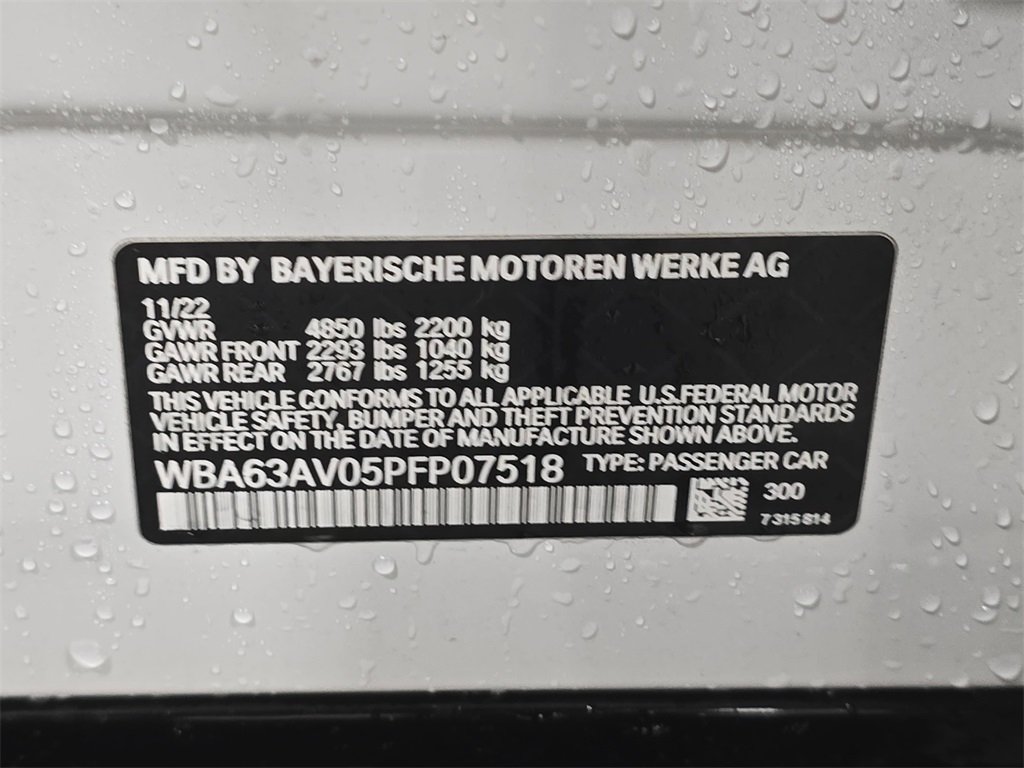 MFD BY BAYERISCHE MOTOREN WERKE AG
11/22
GVWR 4850 lbs 2200 kg
GAWR FRONT 2293 lbs 1040 kg
GAWR REAR 2767 lbs 1255 kg
THIS VEHICLE CONFORMS TO ALL APPLICABLE U.S.FEDERAL MOTOR
VEHICLE SAFETY, BUMPER AND THEFT PREVENTION STANDARDS
IN EFFECT ON THE DATE OF MANUFACTURE SHOWN ABOVE.
WBA63AV05PFP07518 TYPE: PASSENGER CAR
300
7315814